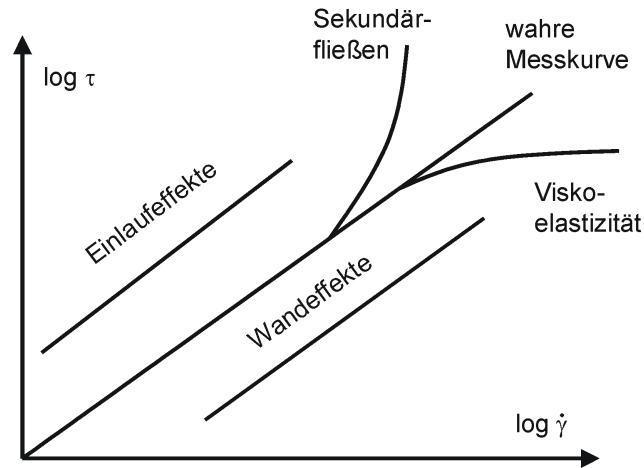 Sekundär-
fließen
wahre
Messkurve
log τ
Einlaufeffekte
Visko-
elastizität
Wandeffekte
log γ̇